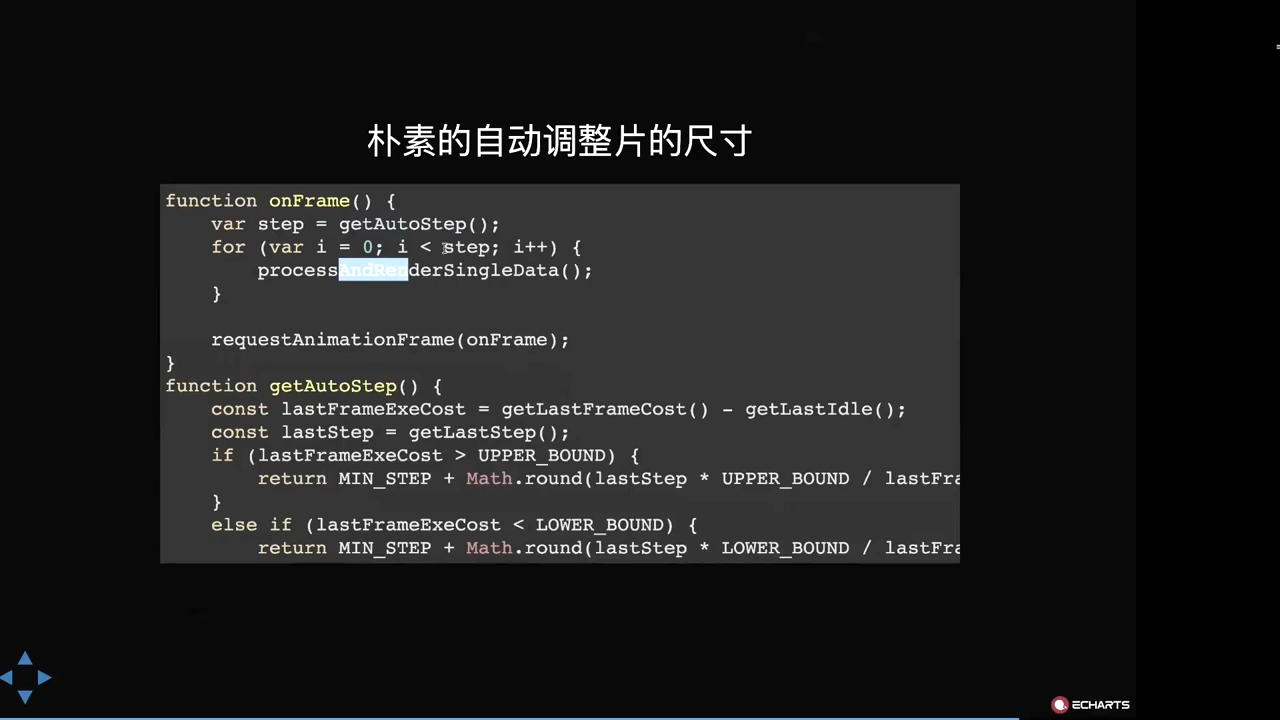 朴素的自动调整片的尺寸
function onFrame() {
    var step = getAutoStep();
    for (var i = 0; i < step; i++) {
        processAndRenderSingleData();
    }

    requestAnimationFrame(onFrame);
}
function getAutoStep() {
    const lastFrameExeCost = getLastFrameCost() - getLastIdle();
    const lastStep = getLastStep();
    if (lastFrameExeCost > UPPER_BOUND) {
        return MIN_STEP + Math.round(lastStep * UPPER_BOUND / lastFra
    }
    else if (lastFrameExeCost < LOWER_BOUND) {
        return MIN_STEP + Math.round(lastStep * LOWER_BOUND / lastFra
ECHARTS